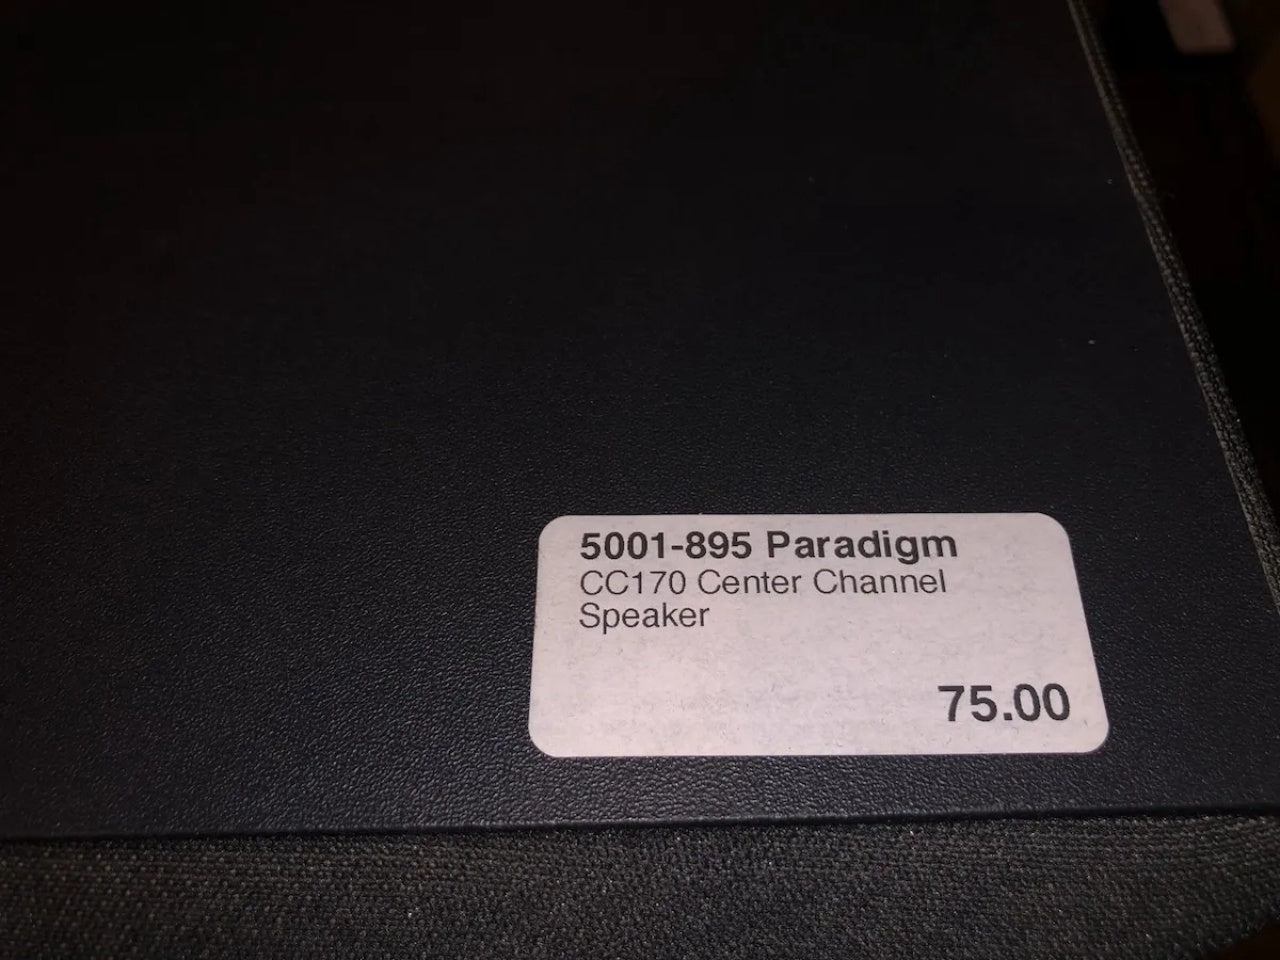 5001-895 Paradigm
CC170 Center Channel
Speaker
75.00